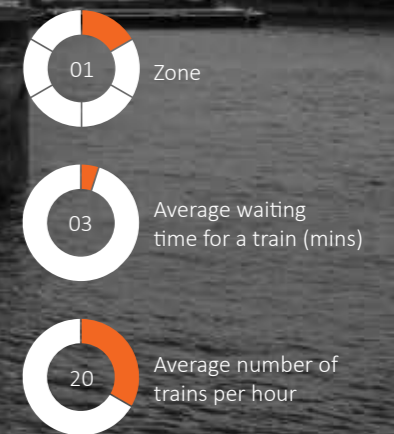 01
Zone
03
Average waiting
time for a train (mins)
20
Average number of
trains per hour